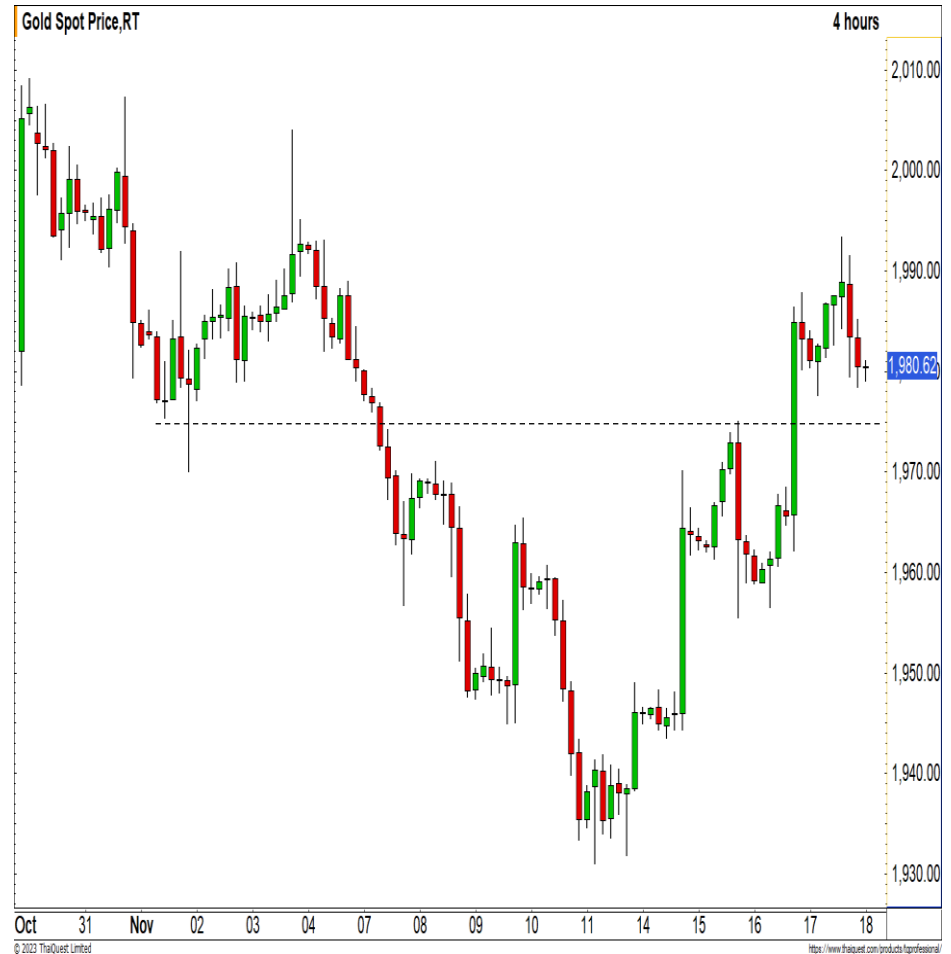 Gold Spot Price,RT
4 hours
2,010.00
2,000.00
1,990.00
1,980.62
1,970.00
1,960.00
1,950.00
1,940.00
1,930.00
Oct 31 Nov 02 03 04 07 08 09 10 11 14 15 16 17 18
© 2023 ThaiQuest Limited
https://www.thaiquest.com/products/tqprofessional/